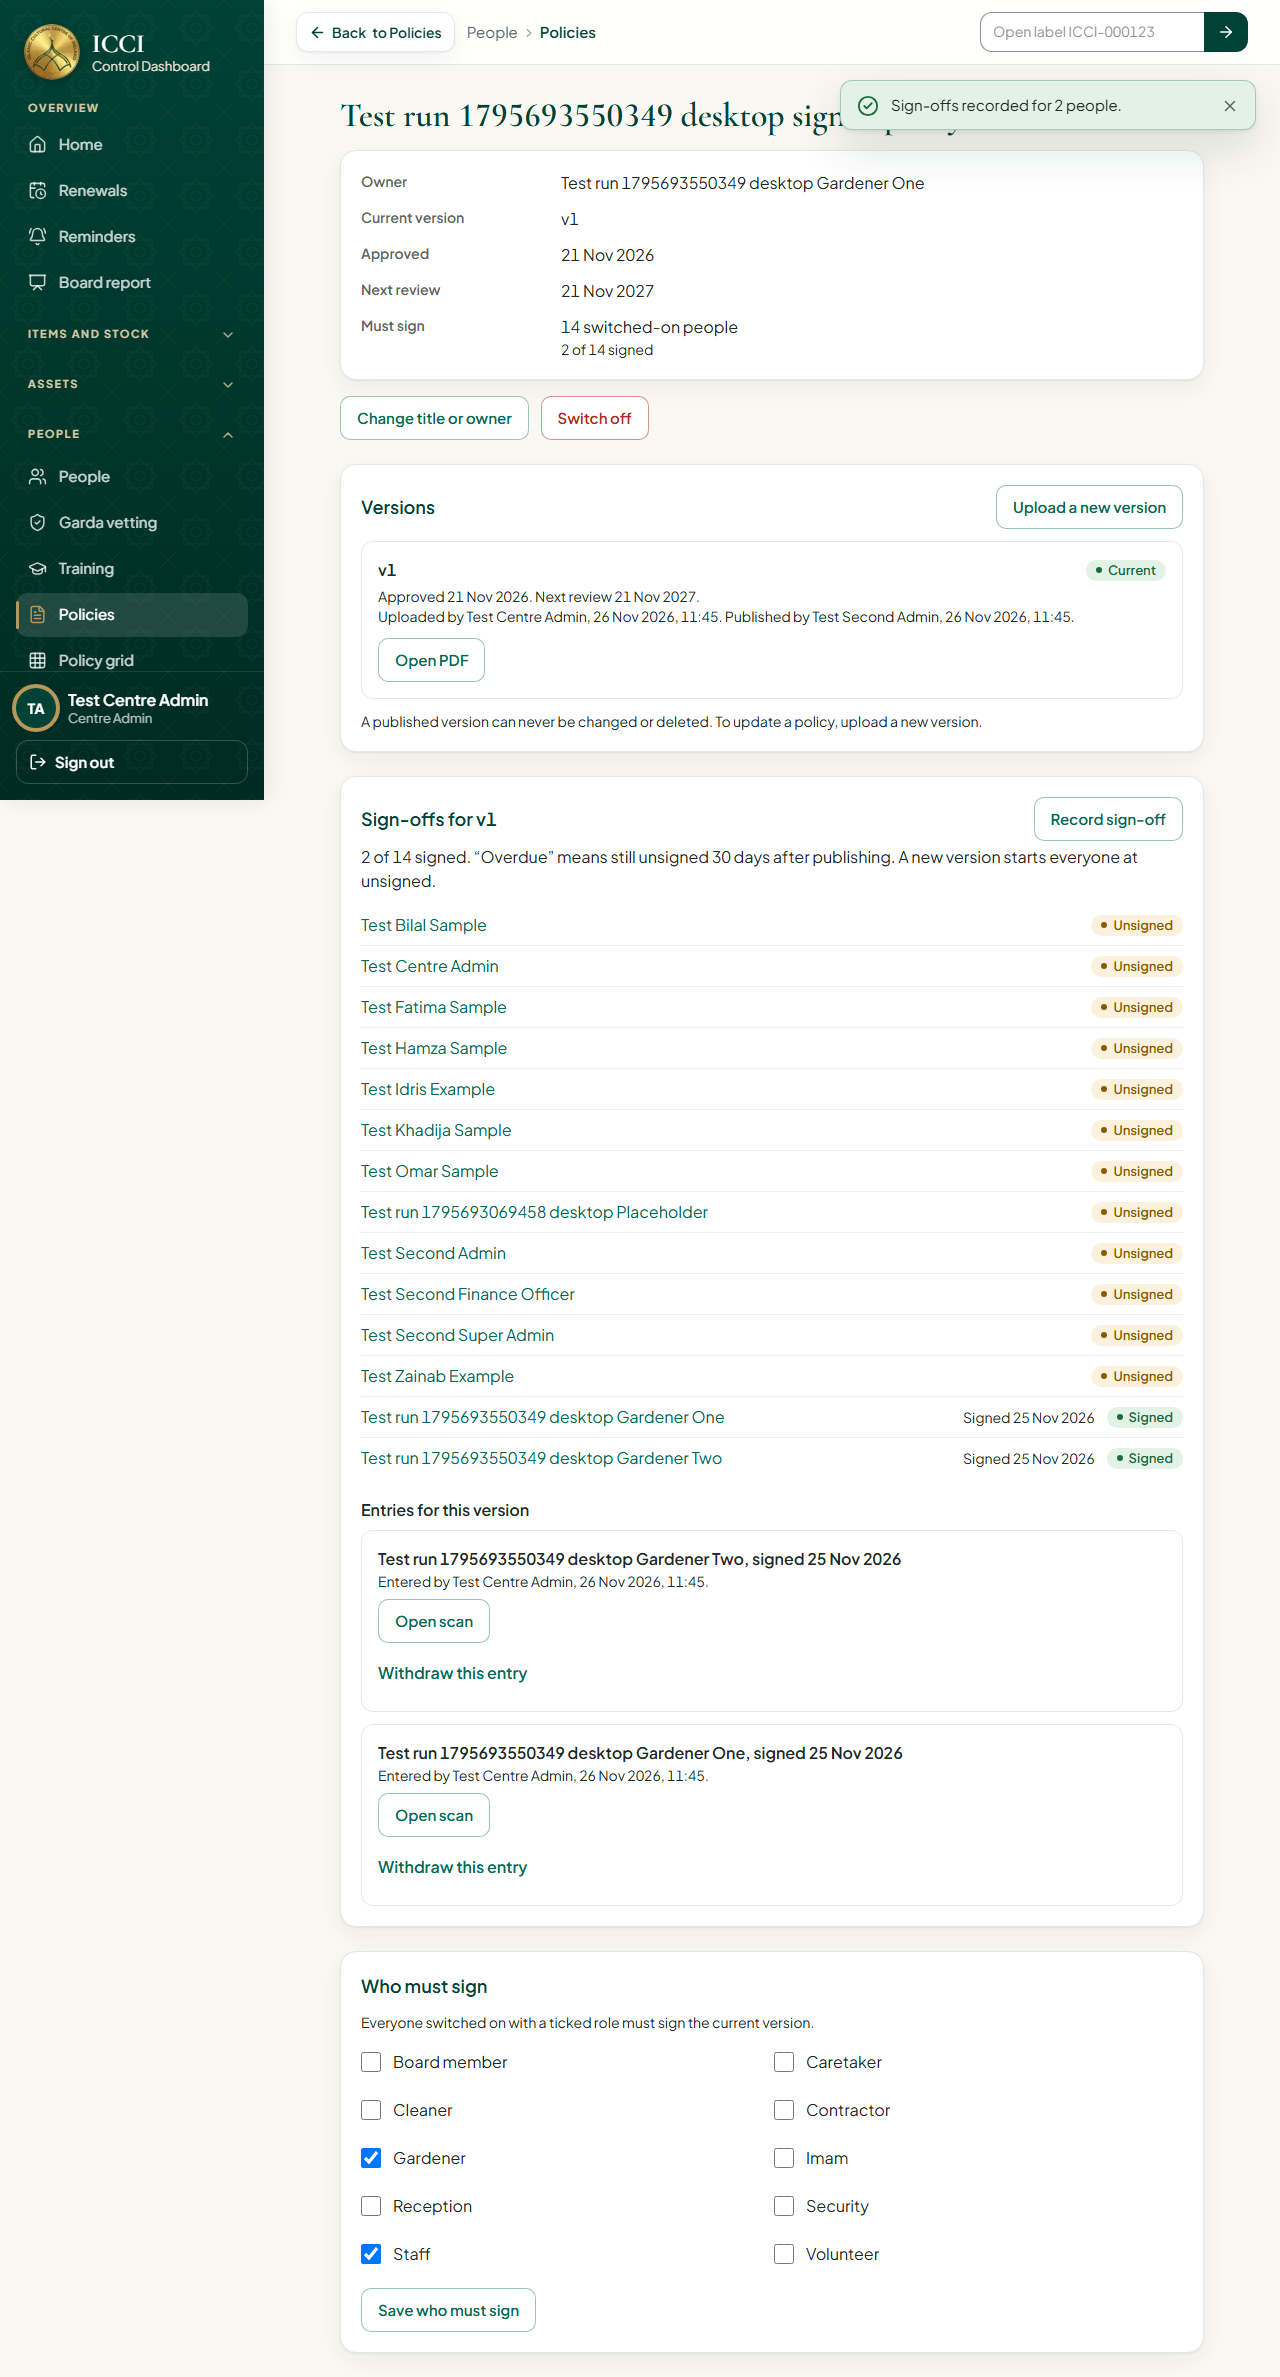 ICCI
Control Dashboard
OVERVIEW
Home
Renewals
Reminders
Board report
ITEMS AND STOCK
ASSETS
PEOPLE
People
Garda vetting
Training
Policies
Policy grid
TA
Test Centre Admin
Centre Admin
Sign out
Back to Policies
People
Policies
Open label ICCI-000123
Sign-offs recorded for 2 people.
Test run 1795693550349 desktop
Owner
Test run 1795693550349 desktop Gardener One
Current version
v1
Approved
21 Nov 2026
Next review
21 Nov 2027
Must sign
14 switched-on people
2 of 14 signed
Change title or owner
Switch off
Versions
Upload a new version
v1
Current
Approved 21 Nov 2026. Next review 21 Nov 2027.
Uploaded by Test Centre Admin, 26 Nov 2026, 11:45. Published by Test Second Admin, 26 Nov 2026, 11:45.
Open PDF
A published version can never be changed or deleted. To update a policy, upload a new version.
Sign-offs for v1
Record sign-off
2 of 14 signed. “Overdue” means still unsigned 30 days after publishing. A new version starts everyone at
unsigned.
Test Bilal Sample
Unsigned
Test Centre Admin
Unsigned
Test Fatima Sample
Unsigned
Test Hamza Sample
Unsigned
Test Idris Example
Unsigned
Test Khadija Sample
Unsigned
Test Omar Sample
Unsigned
Test run 1795693069458 desktop Placeholder
Unsigned
Test Second Admin
Unsigned
Test Second Finance Officer
Unsigned
Test Second Super Admin
Unsigned
Test Zainab Example
Unsigned
Test run 1795693550349 desktop Gardener One
Signed 25 Nov 2026
Signed
Test run 1795693550349 desktop Gardener Two
Signed 25 Nov 2026
Signed
Entries for this version
Test run 1795693550349 desktop Gardener Two, signed 25 Nov 2026
Entered by Test Centre Admin, 26 Nov 2026, 11:45.
Open scan
Withdraw this entry
Test run 1795693550349 desktop Gardener One, signed 25 Nov 2026
Entered by Test Centre Admin, 26 Nov 2026, 11:45.
Open scan
Withdraw this entry
Who must sign
Everyone switched on with a ticked role must sign the current version.
Board member
Caretaker
Cleaner
Contractor
Gardener
Imam
Reception
Security
Staff
Volunteer
Save who must sign